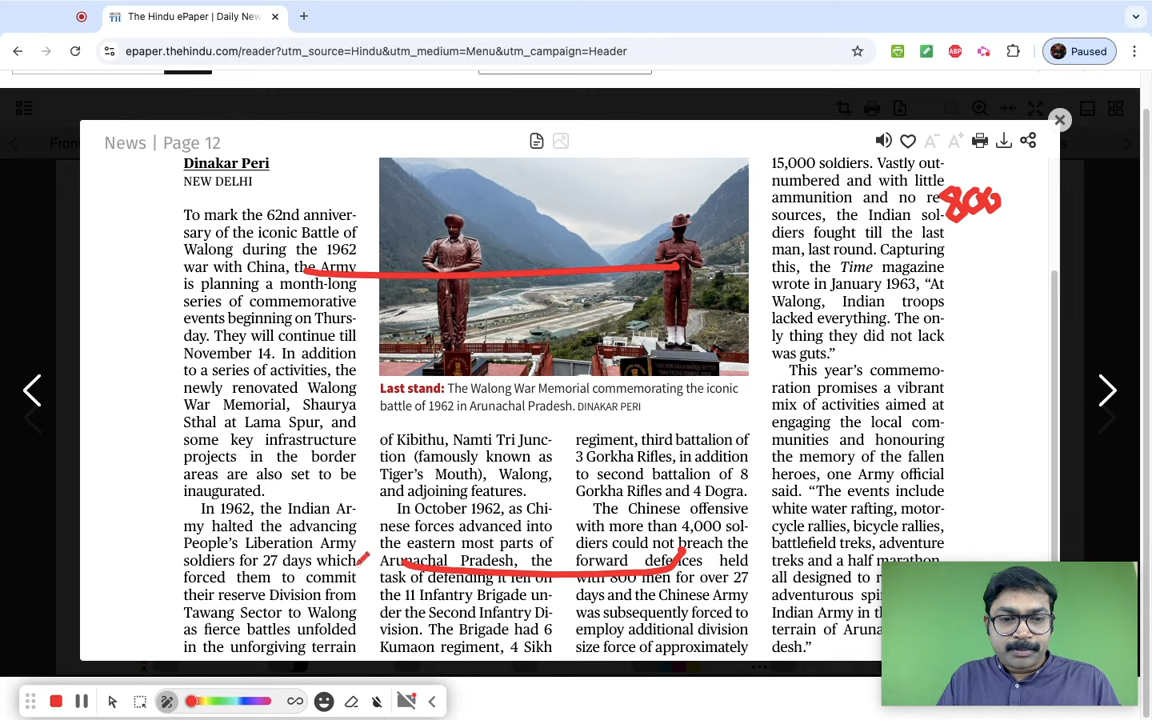 The Hindu ePaper | Daily New
epaper.thehindu.com/reader?utm_source=Hindu&utm_medium=Menu&utm_campaign=Header
ABP
Paused
News | Page 12
A-
A+
Dinakar Peri
NEW DELHI
To mark the 62nd anniver-
sary of the iconic Battle of
Walong during the 1962
war with China, the Army
is planning a month-long
series of commemorative
events beginning on Thurs-
day. They will continue till
November 14. In addition
to a series of activities, the
newly renovated Walong
War Memorial, Shaurya
Sthal at Lama Spur, and
some key infrastructure
projects in the border
areas are also set to be
inaugurated.
In 1962, the Indian Ar-
my halted the advancing
People's Liberation Army
soldiers for 27 days which
forced them to commit
their reserve Division from
Tawang Sector to Walong
as fierce battles unfolded
in the unforgiving terrain
Last stand: The Walong War Memorial commemorating the iconic
battle of 1962 in Arunachal Pradesh. DINAKAR PERI
of Kibithu, Namti Tri Junc-
tion (famously known as
Tiger's Mouth), Walong,
and adjoining features.
In October 1962, as Chi-
nese forces advanced into
the eastern most parts of
Arunachal Pradesh, the
task of defending it fell on
the 11 Infantry Brigade un-
der the Second Infantry Di-
vision. The Brigade had 6
Kumaon regiment, 4 Sikh
regiment, third battalion of
3 Gorkha Rifles, in addition
to second battalion of 8
Gorkha Rifles and 4 Dogra.
The Chinese offensive
with more than 4,000 sol-
diers could not breach the
forward defences held
with 800 men for over 27
days and the Chinese Army
was subsequently forced to
employ additional division
size force of approximately
15,000 soldiers. Vastly out-
numbered and with little
ammunition and no re-
sources, the Indian sol-
diers fought till the last
man, last round. Capturing
this, the Time magazine
wrote in January 1963, "At
Walong, Indian troops
lacked everything. The on-
ly thing they did not lack
was guts."
This year's commemo-
ration promises a vibrant
mix of activities aimed at
engaging the local com-
munities and honouring
the memory of the fallen
heroes, one Army official
said. "The events include
white water rafting, motor-
cycle rallies, bicycle rallies,
battlefield treks, adventure
treks and a half marathon,
all designed to
adventurous
Indian Army in
terrain of
desh."
800